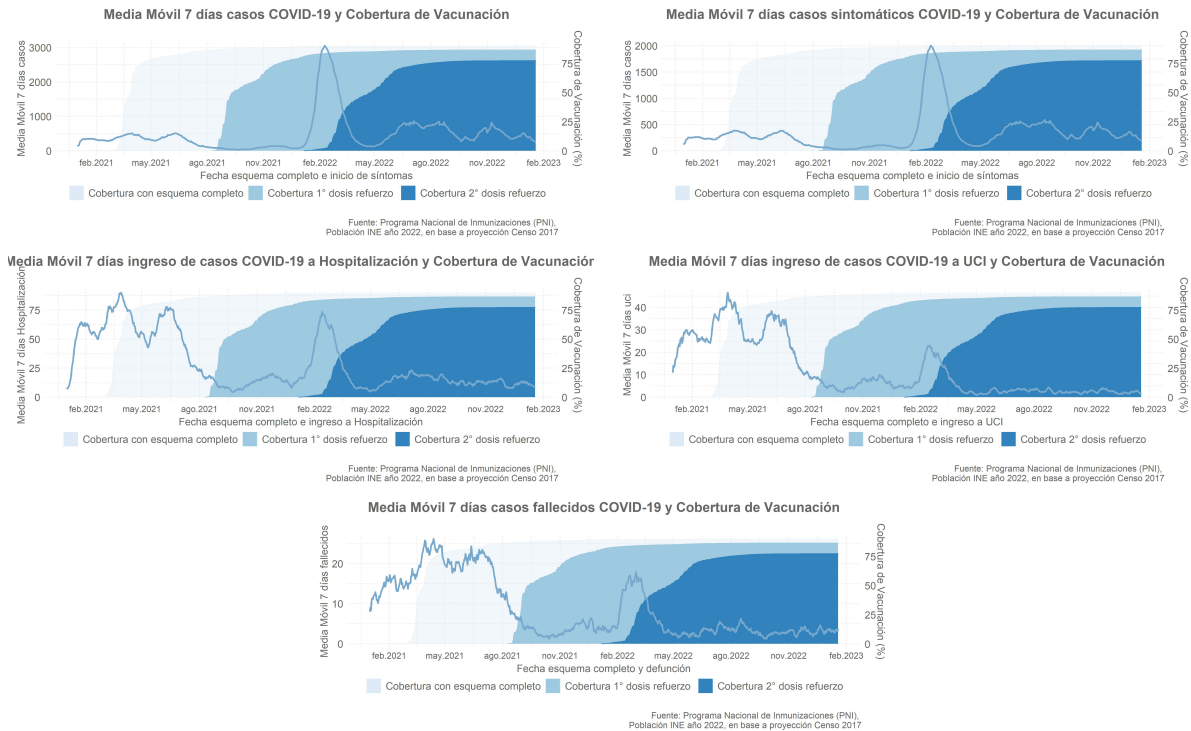 Media Móvil 7 días casos COVID-19 y Cobertura de Vacunación
Media Móvil 7 días casos
3000
2000
1000
0
Cobertura de Vacunación (%)
75
50
25
0
feb.2021 may.2021 ago.2021 nov.2021 feb.2022 may.2022 ago.2022 nov.2022 feb.2023
Fecha esquema completo e inicio de síntomas
Cobertura con esquema completo Cobertura 1° dosis refuerzo Cobertura 2° dosis refuerzo
Fuente: Programa Nacional de Inmunizaciones (PNI),
Población INE año 2022, en base a proyección Censo 2017
Media Móvil 7 días casos sintomáticos COVID-19 y Cobertura de Vacunación
Media Móvil 7 días casos
2000
1500
1000
500
0
Cobertura de Vacunación (%)
75
50
25
0
feb.2021 may.2021 ago.2021 nov.2021 feb.2022 may.2022 ago.2022 nov.2022 feb.2023
Fecha esquema completo e inicio de síntomas
Cobertura con esquema completo Cobertura 1° dosis refuerzo Cobertura 2° dosis refuerzo
Fuente: Programa Nacional de Inmunizaciones (PNI),
Población INE año 2022, en base a proyección Censo 2017
Media Móvil 7 días ingreso de casos COVID-19 a Hospitalización y Cobertura de Vacunación
Media Móvil 7 días Hospitalización
75
50
25
0
Cobertura de Vacunación (%)
75
50
25
0
feb.2021 may.2021 ago.2021 nov.2021 feb.2022 may.2022 ago.2022 nov.2022 feb.2023
Fecha esquema completo e ingreso a Hospitalización
Cobertura con esquema completo Cobertura 1° dosis refuerzo Cobertura 2° dosis refuerzo
Fuente: Programa Nacional de Inmunizaciones (PNI),
Población INE año 2022, en base a proyección Censo 2017
Media Móvil 7 días ingreso de casos COVID-19 a UCI y Cobertura de Vacunación
Media Móvil 7 días uci
40
30
20
10
0
Cobertura de Vacunación (%)
75
50
25
0
feb.2021 may.2021 ago.2021 nov.2021 feb.2022 may.2022 ago.2022 nov.2022 feb.2023
Fecha esquema completo e ingreso a UCI
Cobertura con esquema completo Cobertura 1° dosis refuerzo Cobertura 2° dosis refuerzo
Fuente: Programa Nacional de Inmunizaciones (PNI),
Población INE año 2022, en base a proyección Censo 2017
Media Móvil 7 días casos fallecidos COVID-19 y Cobertura de Vacunación
Media Móvil 7 días fallecidos
20
10
0
Cobertura de Vacunación (%)
75
50
25
0
feb.2021 may.2021 ago.2021 nov.2021 feb.2022 may.2022 ago.2022 nov.2022 feb.2023
Fecha esquema completo y defunción
Cobertura con esquema completo Cobertura 1° dosis refuerzo Cobertura 2° dosis refuerzo
Fuente: Programa Nacional de Inmunizaciones (PNI),
Población INE año 2022, en base a proyección Censo 2017